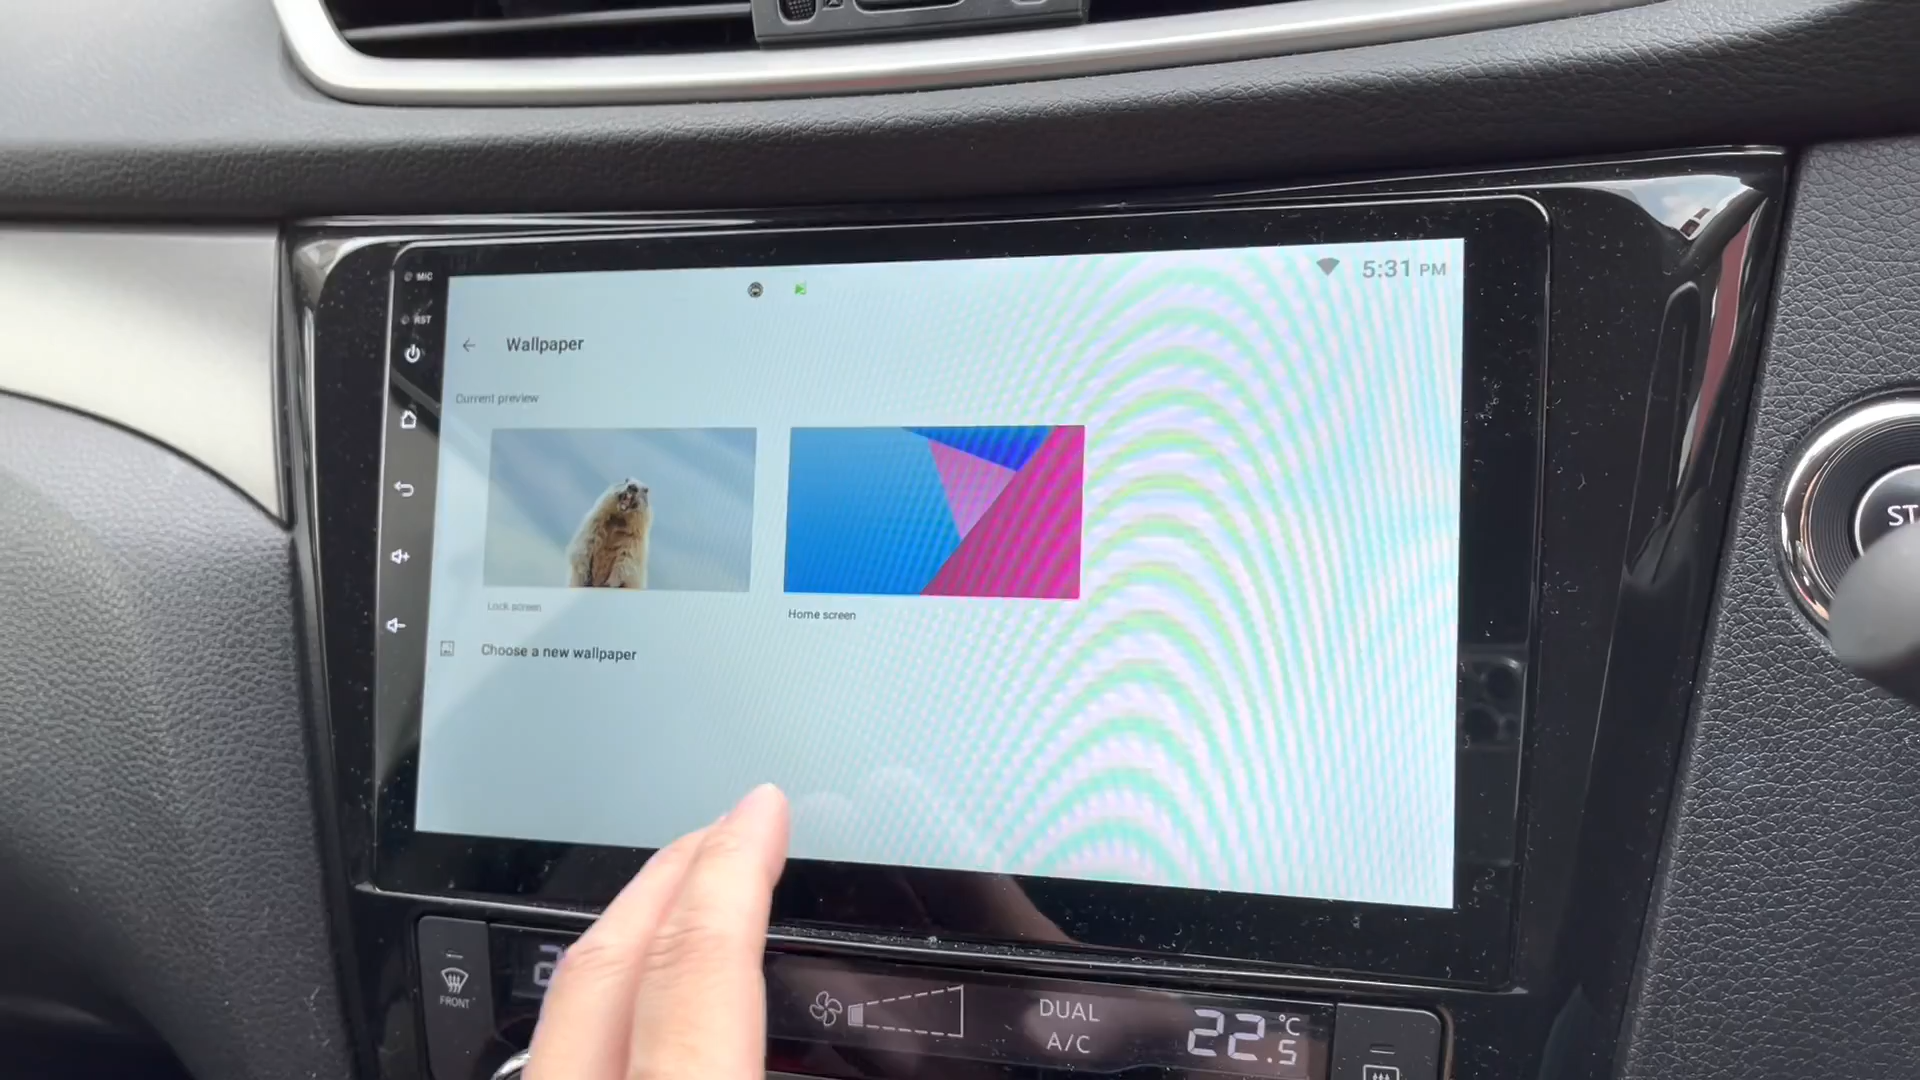 MIC
RST
5:31 PM
Wallpaper
Current preview
Lock screen
Home screen
Choose a new wallpaper
FRONT
DUAL
A/C
22.5 °C